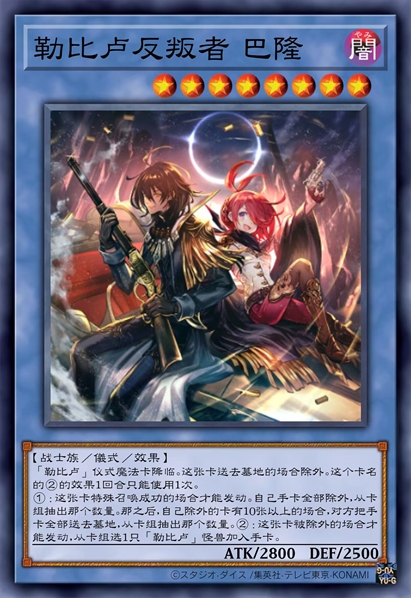 勒比卢反叛者 巴隆
やみ
闇
【战士族／儀式／效果】
「勒比卢」仪式魔法卡降临。这张卡送去墓地的场合除外。这个卡名
的②的效果1回合只能使用1次。
①：这张卡特殊召唤成功的场合才能发动。自己手卡全部除外，从卡
组抽出那个数量。那之后，自己除外的卡有10张以上的场合，对方把手
卡全部送去墓地，从卡组抽出那个数量。②：这张卡被除外的场合才
能发动，从卡组选1只「勒比卢」怪兽加入手卡。
ATK/2800 DEF/2500
©スタジオ・ダイス /集英社・テレビ東京・KONAMI